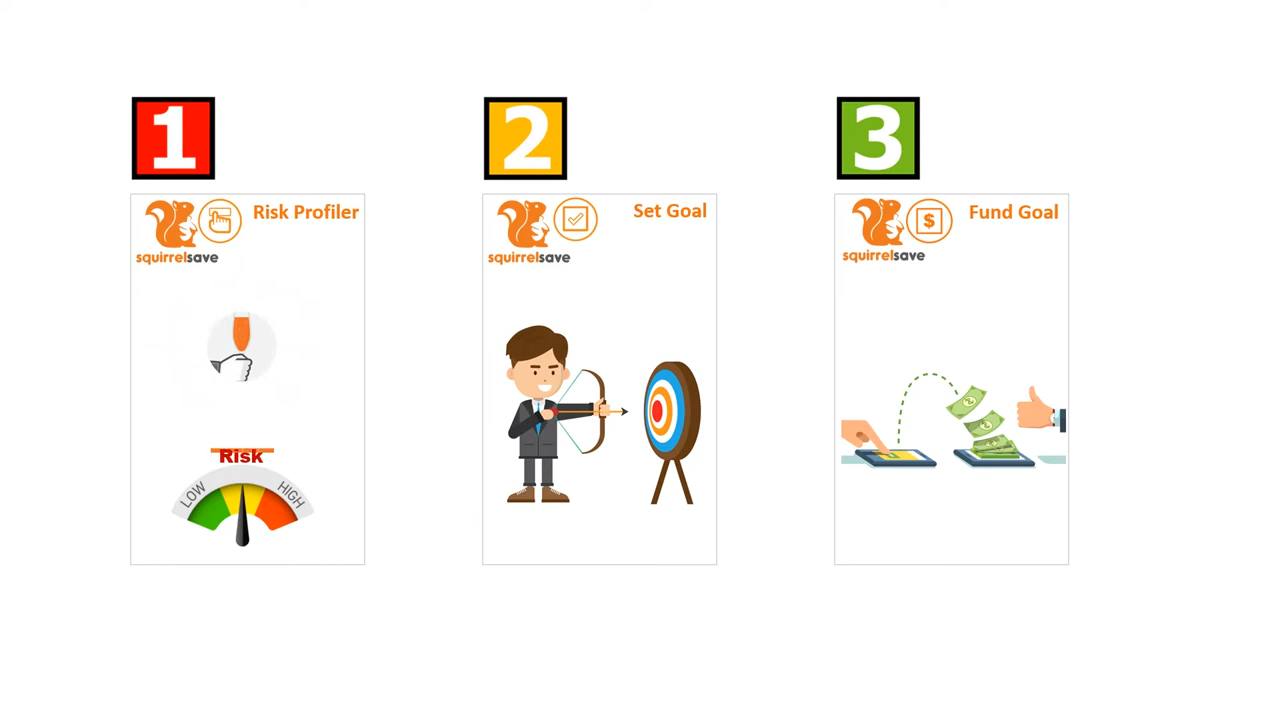 1
2
3
Risk Profiler
squirrelsave
Risk
LOW
HIGH
Set Goal
squirrelsave
$
Fund Goal
squirrelsave